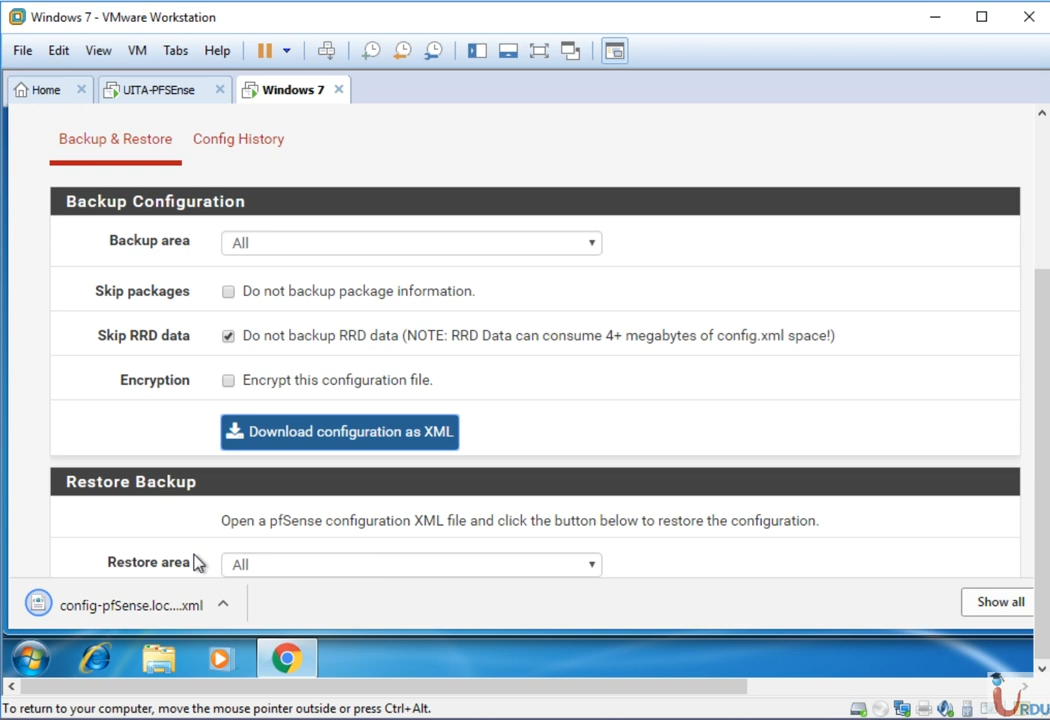 Windows 7 - VMware Workstation
File Edit View VM Tabs Help
Home UITA-PFSEnse Windows 7
Backup & Restore Config History
Backup Configuration
Backup area All
Skip packages Do not backup package information.
Skip RRD data Do not backup RRD data (NOTE: RRD Data can consume 4+ megabytes of config.xml space!)
Encryption Encrypt this configuration file.
Download configuration as XML
Restore Backup
Open a pfSense configuration XML file and click the button below to restore the configuration.
Restore area All
config-pfSense.loc....xml Show all
To return to your computer, move the mouse pointer outside or press Ctrl+Alt.
URDU